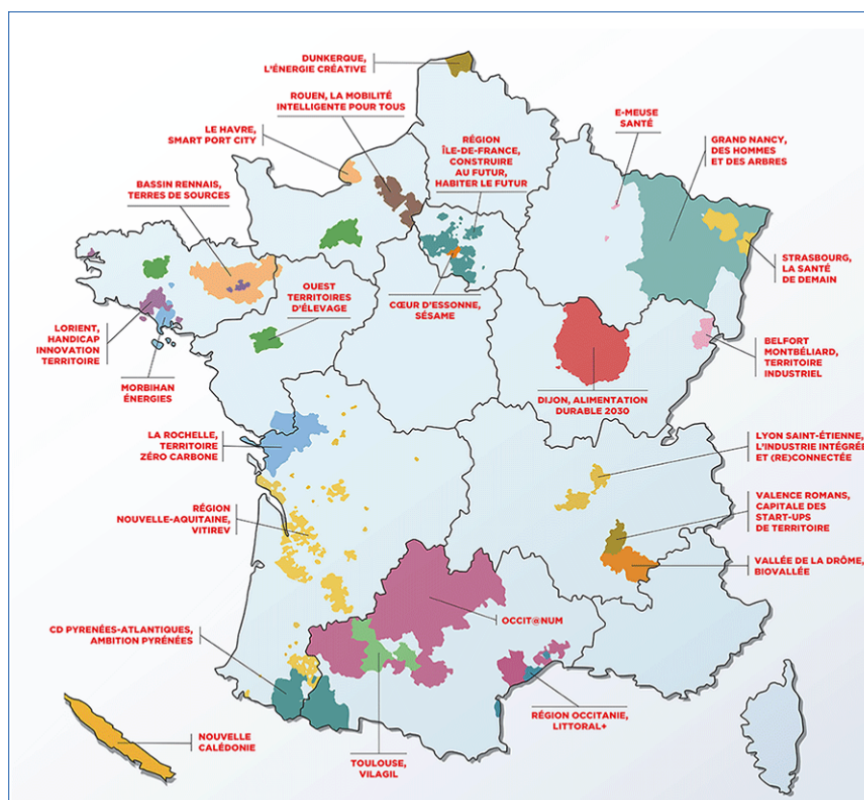 DUNKERQUE,
L'ÉNERGIE CRÉATIVE
ROUEN, LA MOBILITÉ
INTELLIGENTE POUR TOUS
LE HAVRE,
SMART PORT CITY
BASSIN RENNAIS,
TERRES DE SOURCES
RÉGION
ÎLE-DE-FRANCE,
CONSTRUIRE
AU FUTUR,
HABITER LE FUTUR
E-MEUSE
SANTÉ
GRAND NANCY,
DES HOMMES
ET DES ARBRES
STRASBOURG,
LA SANTÉ
DE DEMAIN
OUEST
TERRITOIRES
D'ÉLEVAGE
CŒUR D'ESSONNE,
SÉSAME
LORIENT,
HANDICAP
INNOVATION
TERRITOIRE
MORBIHAN
ÉNERGIES
BELFORT
MONTBÉLIARD,
TERRITOIRE
INDUSTRIEL
DIJON, ALIMENTATION
DURABLE 2030
LA ROCHELLE,
TERRITOIRE
ZÉRO CARBONE
LYON SAINT-ÉTIENNE,
L'INDUSTRIE INTÉGRÉE
ET (RE)CONNECTÉE
VALENCE ROMANS,
CAPITALE DES
START-UPS
DE TERRITOIRE
RÉGION
NOUVELLE-AQUITAINE,
VITIREV
VALLÉE DE LA DRÔME,
BIOVALLÉE
OCCIT@NUM
CD PYRENÉES-ATLANTIQUES,
AMBITION PYRÉNÉES
RÉGION OCCITANIE,
LITTORAL+
NOUVELLE
CALÉDONIE
TOULOUSE,
VILAGIL